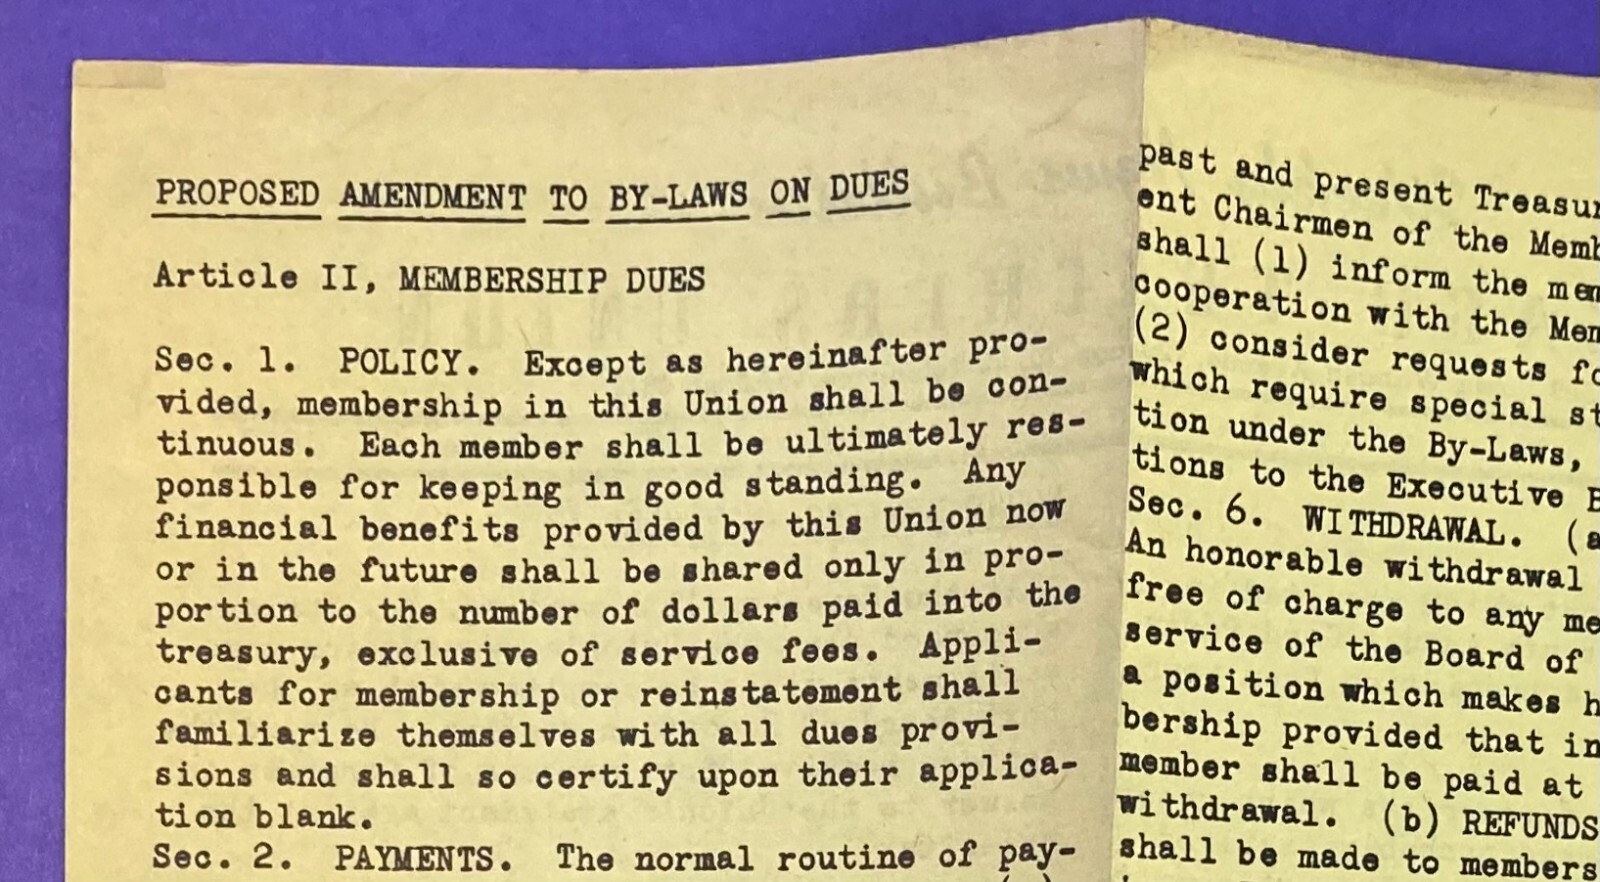 PROPOSED AMENDMENT TO BY-LAWS ON DUES
Article II, MEMBERSHIP DUES
Sec. 1. POLICY. Except as hereinafter pro-
vided, membership in this Union shall be con-
tinuous. Each member shall be ultimately res-
ponsible for keeping in good standing. Any
financial benefits provided by this Union now
or in the future shall be shared only in pro-
portion to the number of dollars paid into the
treasury, exclusive of service fees. Appli-
cants for membership or reinstatement shall
familiarize themselves with all dues provi-
sions and shall so certify upon their applica-
tion blank.
Sec. 2. PAYMENTS. The normal routine of pay-
past and present Treasur
ent Chairmen of the Memb
shall (1) inform the mem
cooperation with the Mem
(2) consider requests fo
which require special st
tion under the By-Laws,
tions to the Executive B
Sec. 6. WITHDRAWAL. (a
An honorable withdrawal
free of charge to any me
service of the Board of
a position which makes h
bership provided that in
member shall be paid at
withdrawal. (b) REFUNDS
shall be made to members